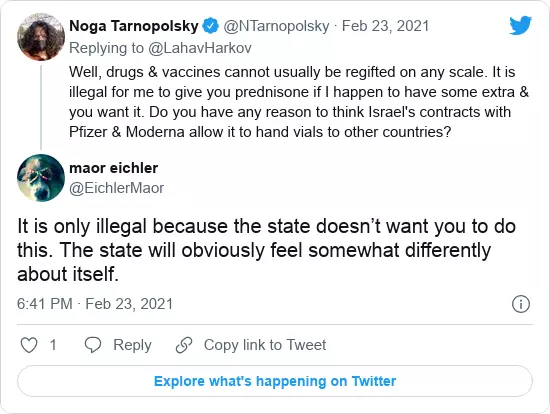 Noga Tarnopolsky @NTarnopolsky · Feb 23, 2021
Replying to @LahavHarkov
Well, drugs & vaccines cannot usually be regifted on any scale. It is
illegal for me to give you prednisone if I happen to have some extra &
you want it. Do you have any reason to think Israel's contracts with
Pfizer & Moderna allow it to hand vials to other countries?
maor eichler
@EichlerMaor
It is only illegal because the state doesn’t want you to do
this. The state will obviously feel somewhat differently
about itself.
6:41 PM · Feb 23, 2021
1 Reply Copy link to Tweet
Explore what's happening on Twitter